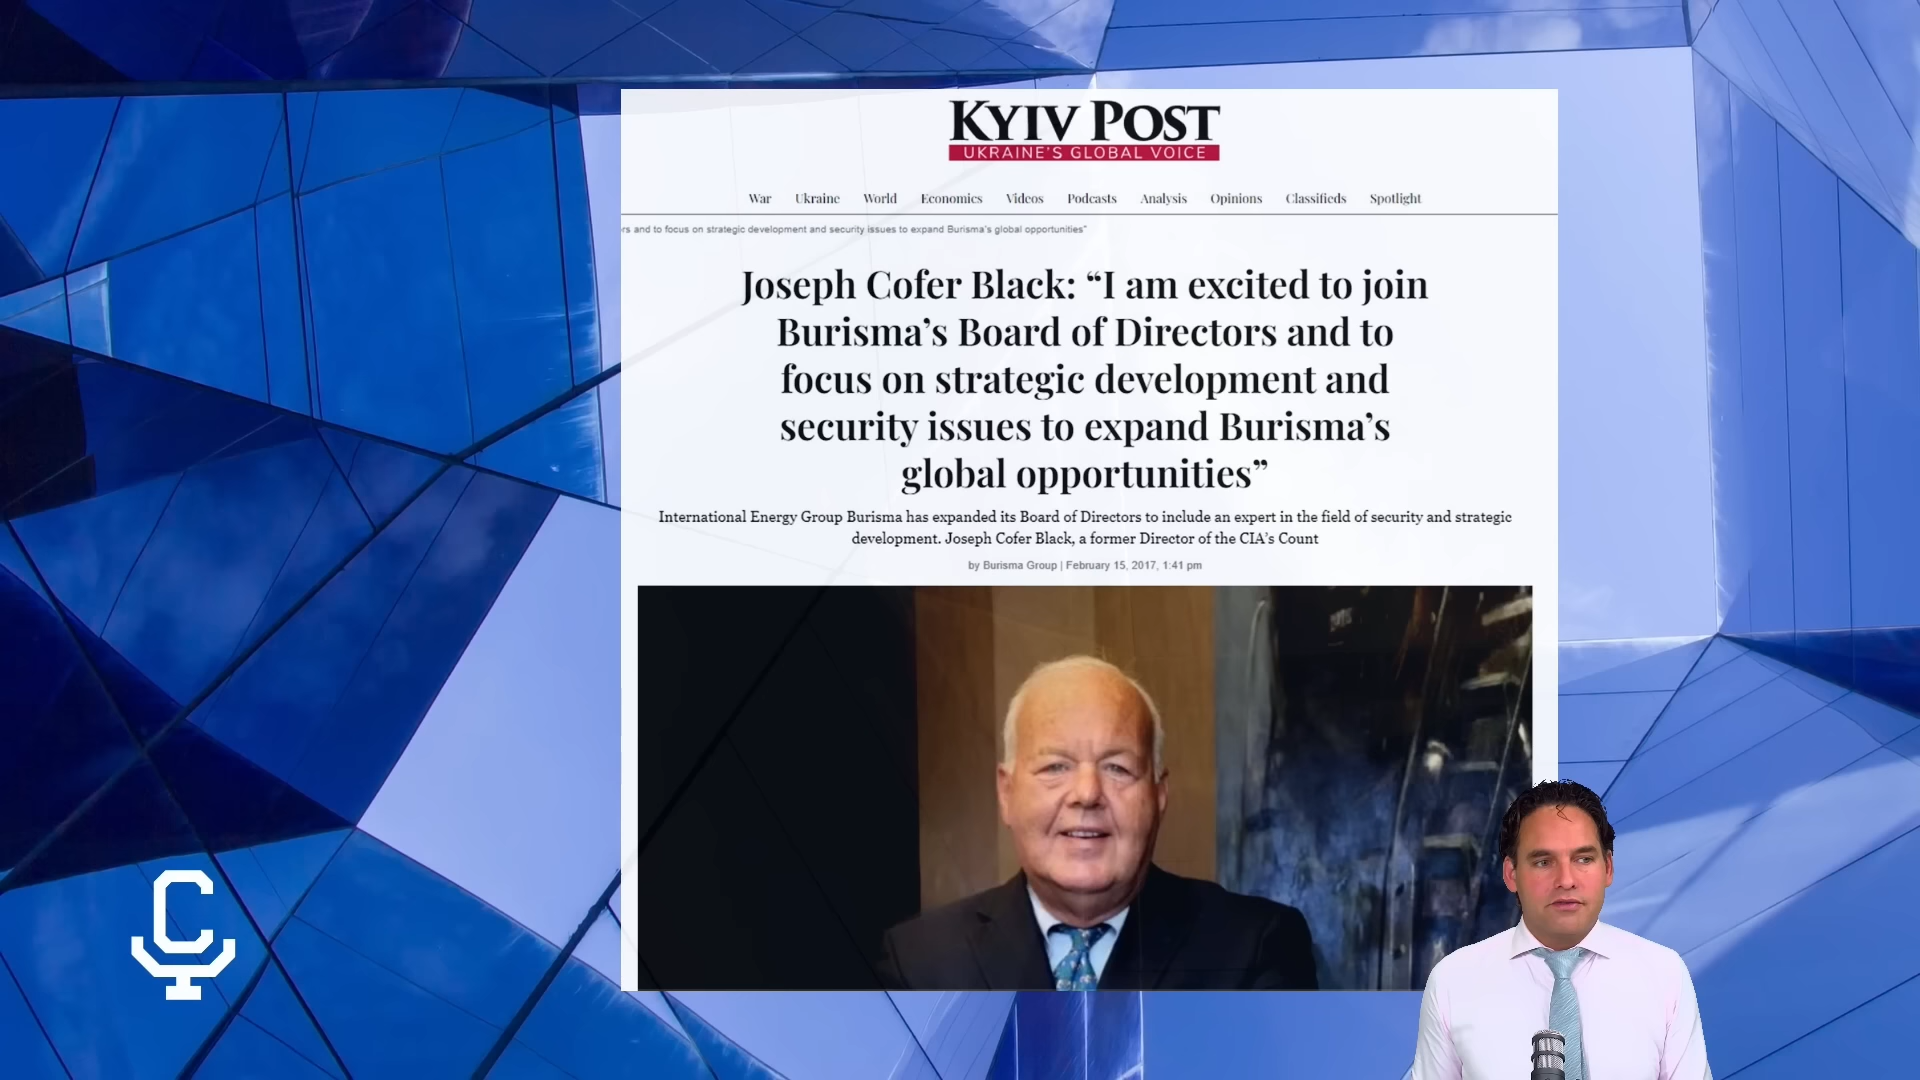 KYIV POST
UKRAINE'S GLOBAL VOICE
War Ukraine World Economics Videos Podcasts Analysis Opinions Classifieds Spotlight
rs and to focus on strategic development and security issues to expand Burisma's global opportunities”
Joseph Cofer Black: “I am excited to join
Burisma’s Board of Directors and to
focus on strategic development and
security issues to expand Burisma’s
global opportunities”
International Energy Group Burisma has expanded its Board of Directors to include an expert in the field of security and strategic
development. Joseph Cofer Black, a former Director of the CIA’s Count
by Burisma Group | February 15, 2017, 1:41 pm